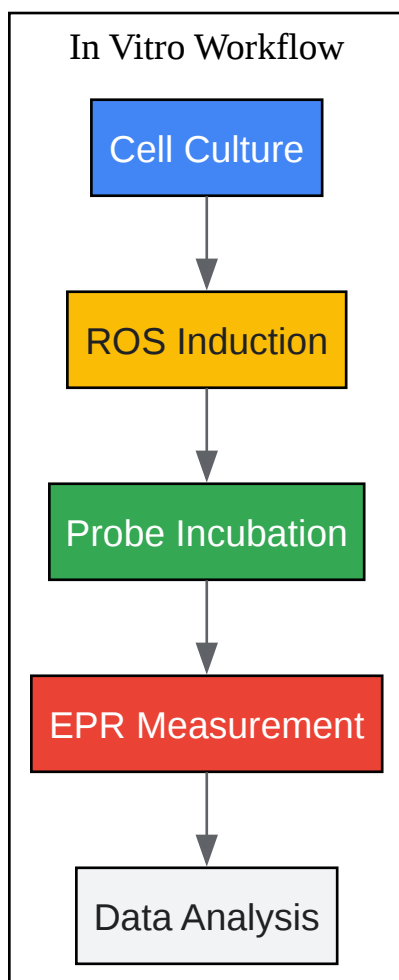 In Vitro Workflow
Cell Culture
ROS Induction
Probe Incubation
EPR Measurement
Data Analysis